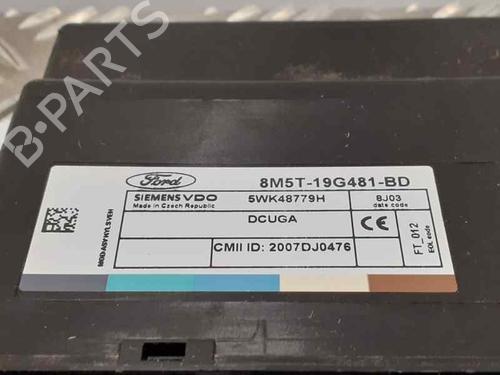 B-PARTS
Ford
8M5T-19G481-BD
SIEMENS VDO
Made in Czech Republic
5WK48779H
8J03
date code
DCUGA
CE
CMII ID: 2007DJ0476
FT_012
EOL code